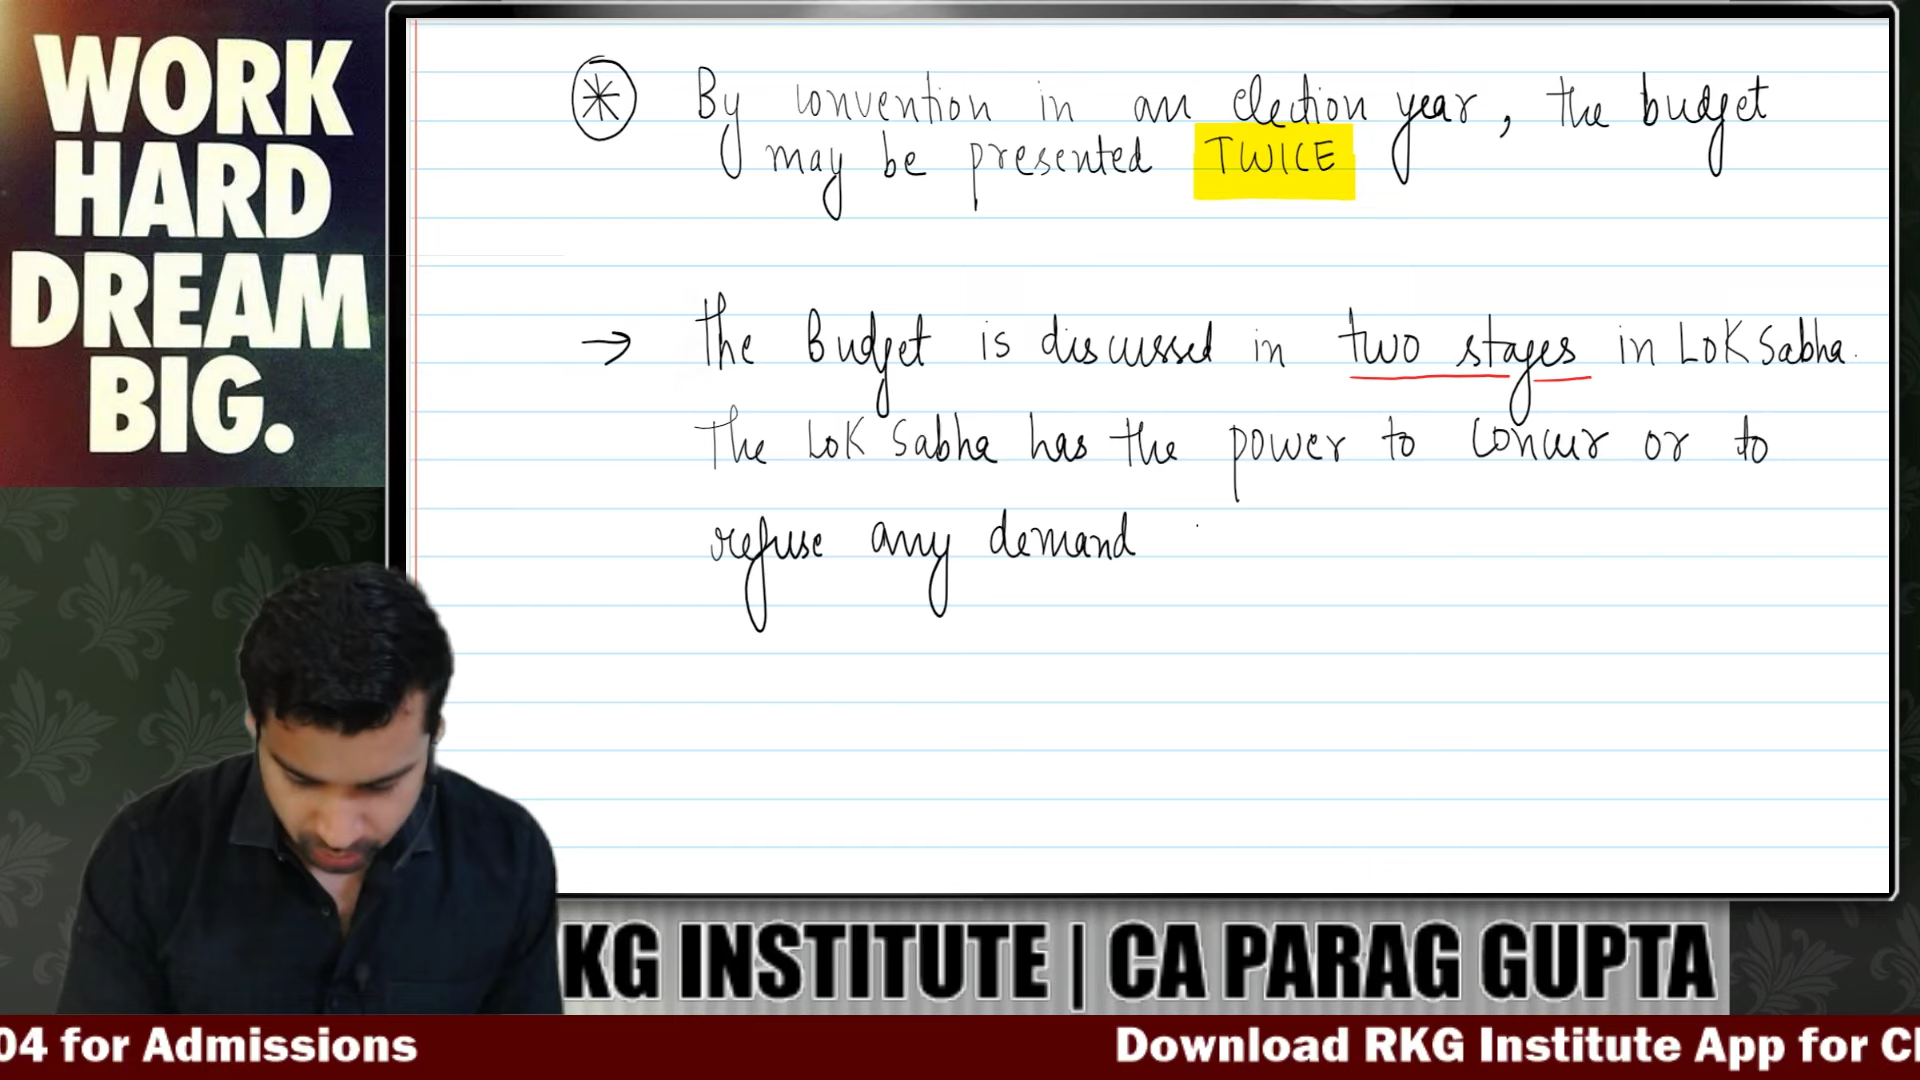 WORK
HARD
DREAM
BIG.
By convention in an election year, the budget
may be presented TWICE
→ The Budget is discussed in two stages in Lok Sabha.
The Lok Sabha has the power to concur or to
refuse any demand
KG INSTITUTE | CA PARAG GUPTA
04 for Admissions
Download RKG Institute App for Cl